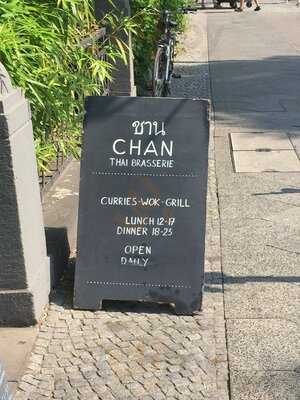 ชาน
CHAN
THAI BRASSERIE
CURRIES-WOK-GRILL
LUNCH 12-17
DINNER 18-23
OPEN
DAILY